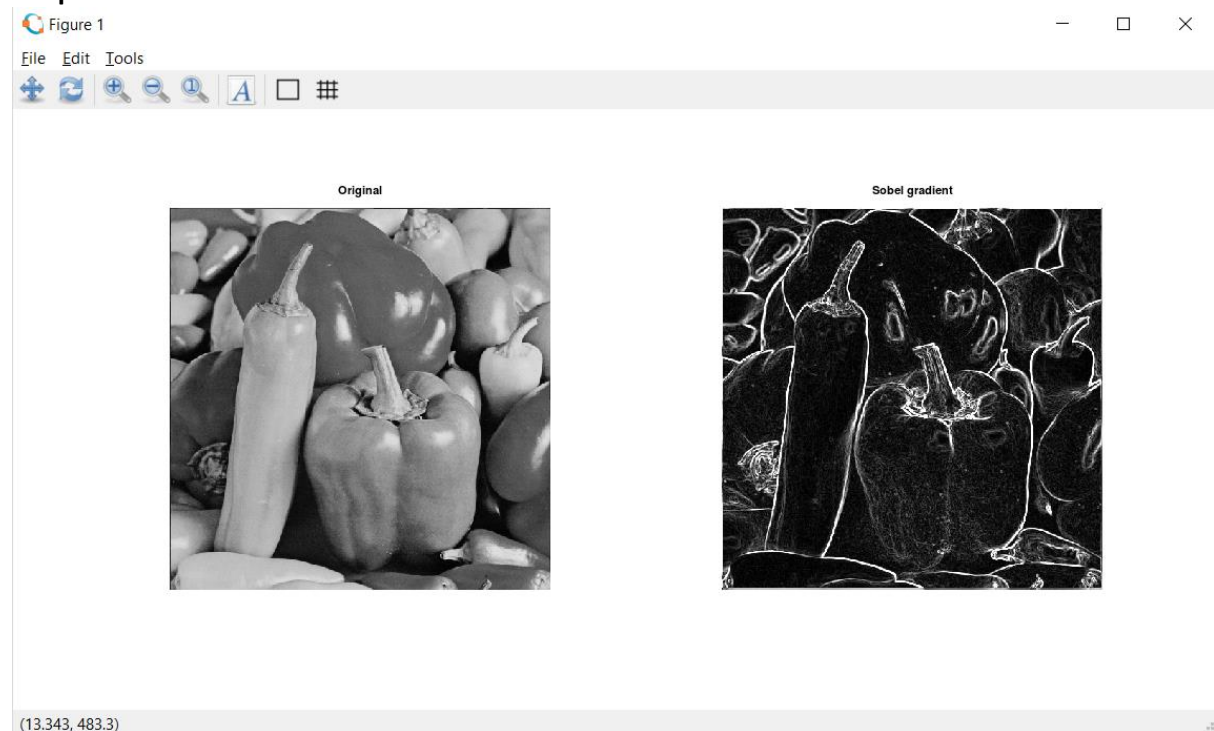 Figure 1
File Edit Tools
A
Original
Sobel gradient
(13.343, 483.3)